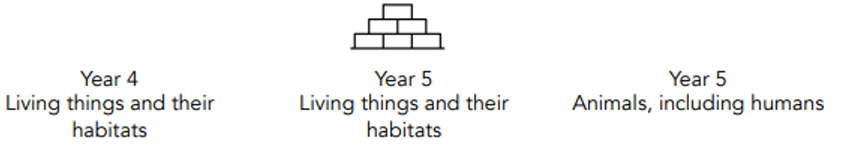 Year 4
Living things and their
habitats
Year 5
Living things and their
habitats
Year 5
Animals, including humans